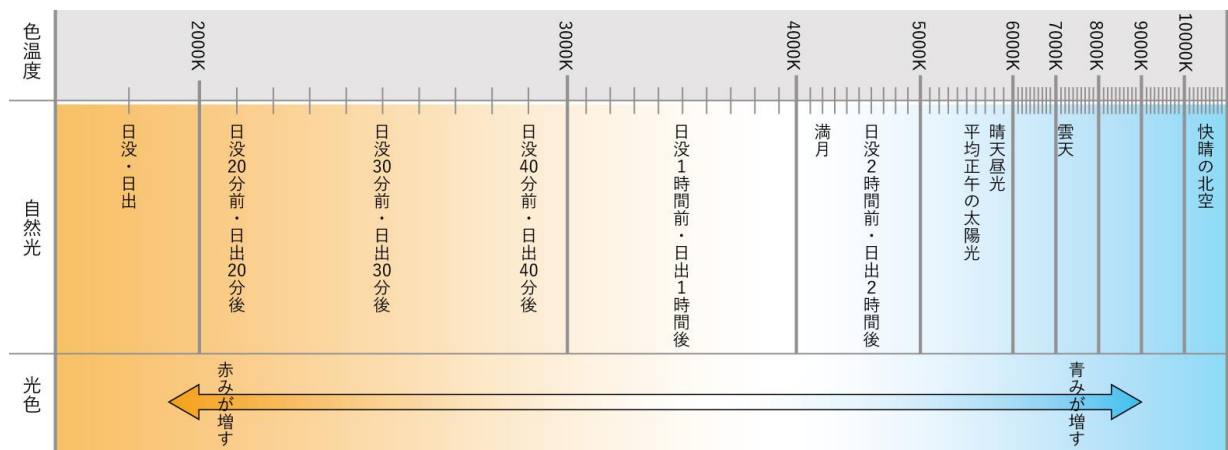 色温度
2000K
3000K
4000K
5000K
6000K
7000K
8000K
9000K
10000K
自然光
日没・日出
日没20分前・日出20分後
日没30分前・日出30分後
日没40分前・日出40分後
日没1時間前・日出1時間後
満月
日没2時間前・日出2時間後
平均正午の太陽光
晴天昼光
雲天
快晴の北空
光色
赤みが増す
青みが増す